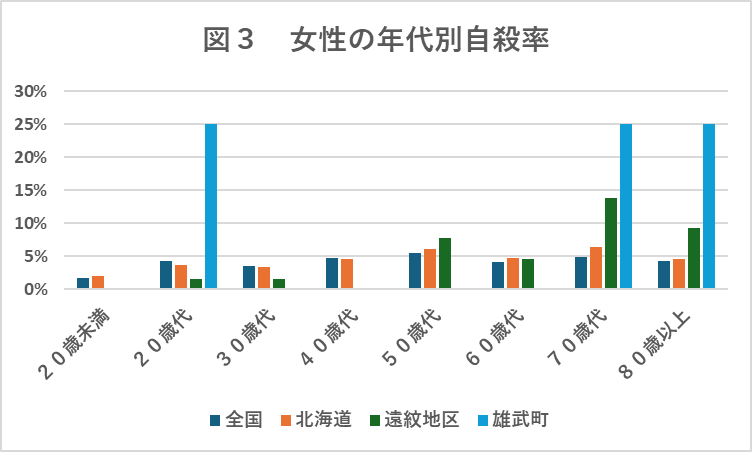 図３　女性の年代別自殺率
30%
25%
20%
15%
10%
5%
0%
２０歳未満
２０歳代
３０歳代
４０歳代
５０歳代
６０歳代
７０歳代
８０歳以上
全国 北海道 遠紋地区 雄武町